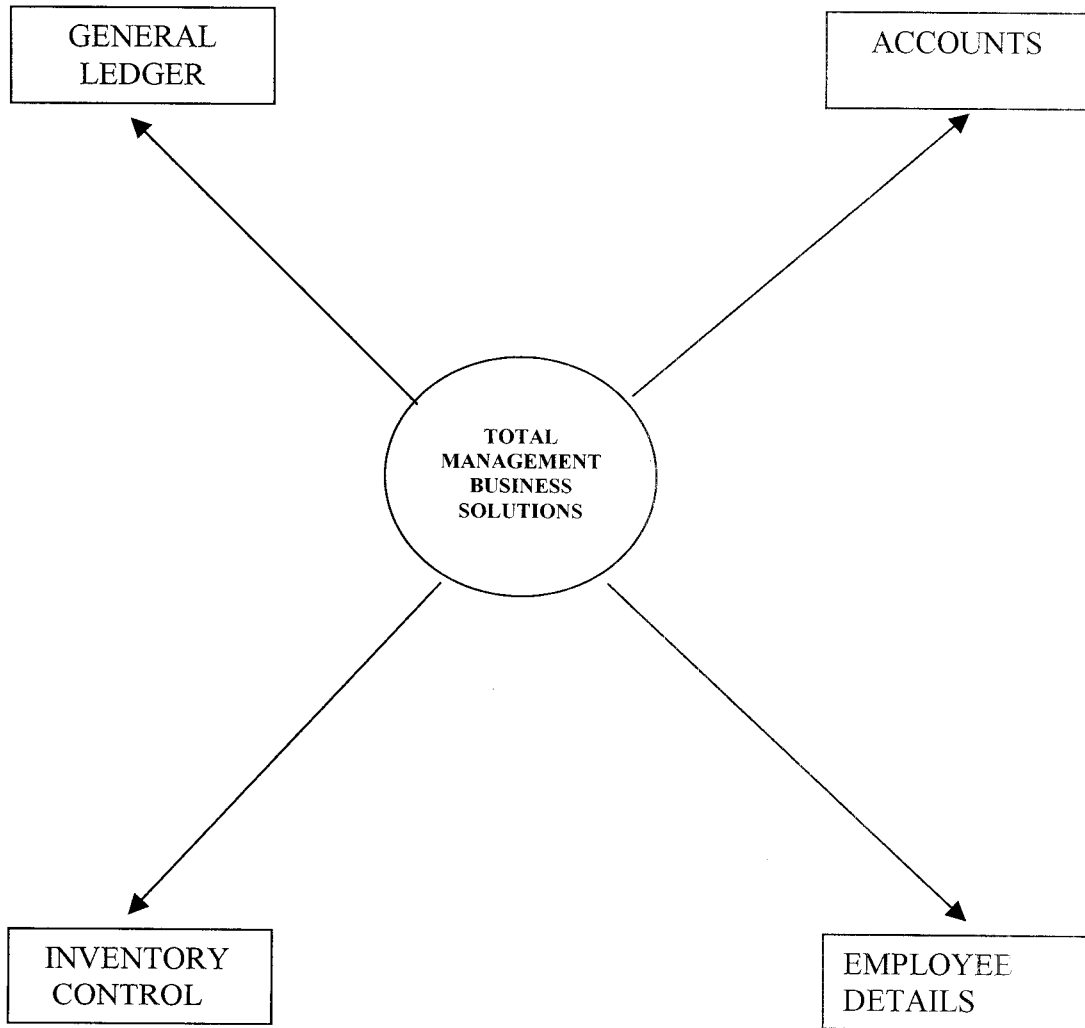 GENERAL
LEDGER
ACCOUNTS
TOTAL
MANAGEMENT
BUSINESS
SOLUTIONS
INVENTORY
CONTROL
EMPLOYEE
DETAILS